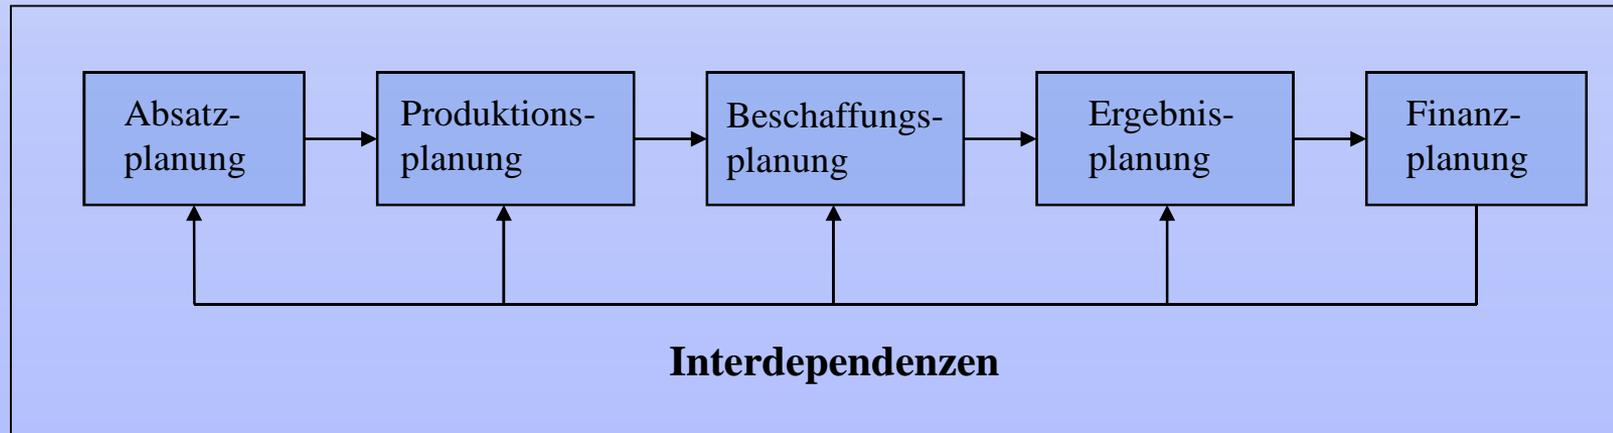 Absatz-
planung
Produktions-
planung
Beschaffungs-
planung
Ergebnis-
planung
Finanz-
planung
Interdependenzen